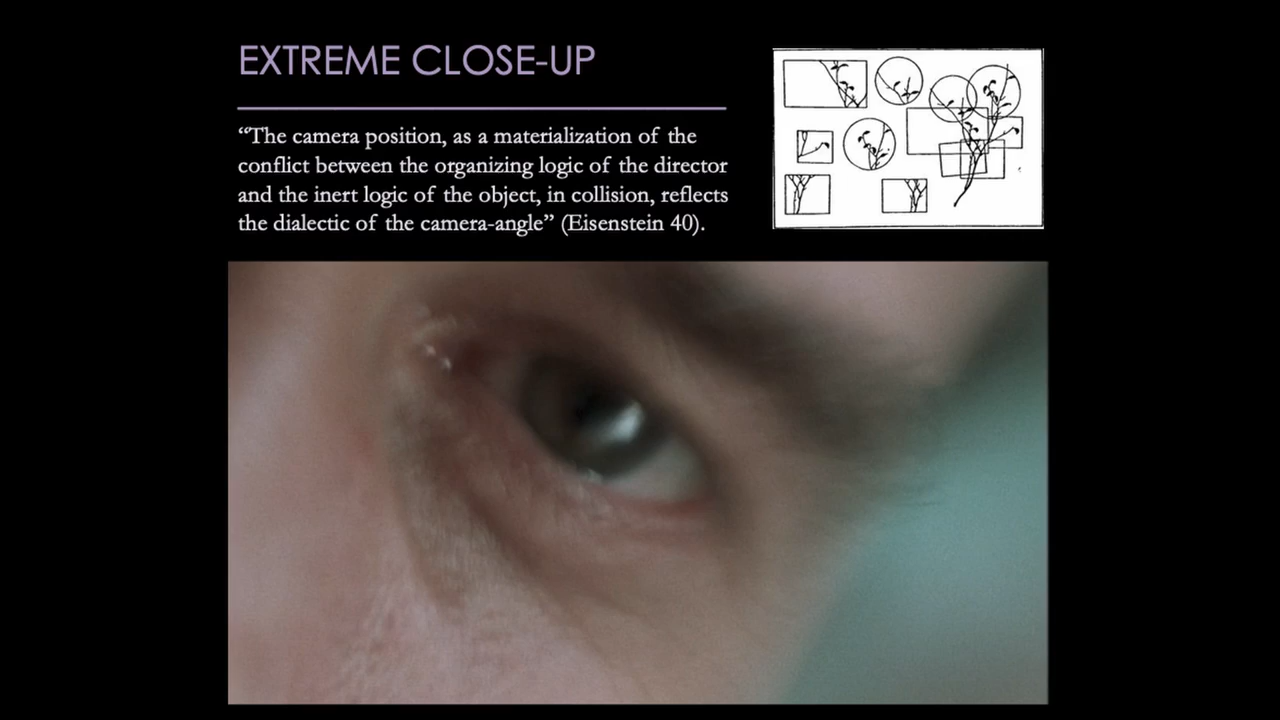 EXTREME CLOSE-UP
“The camera position, as a materialization of the
conflict between the organizing logic of the director
and the inert logic of the object, in collision, reflects
the dialectic of the camera-angle” (Eisenstein 40).